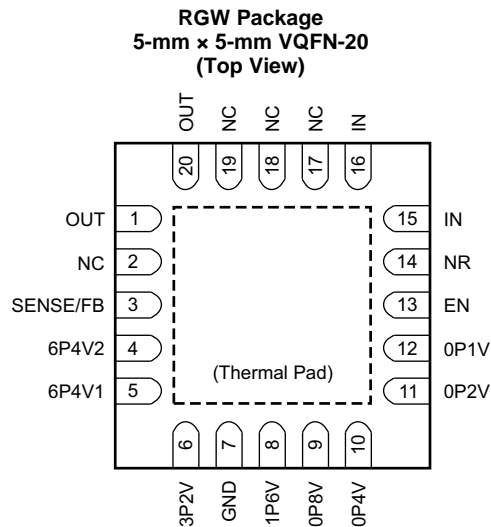 RGW Package
5-mm × 5-mm VQFN-20
(Top View)
OUT
NC
NC
NC
IN
20
19
18
17
16
OUT 1
15 IN
NC 2
14 NR
SENSE/FB 3
13 EN
6P4V2 4
12 0P1V
6P4V1 5
11 0P2V
(Thermal Pad)
6
7
8
9
10
3P2V
GND
1P6V
0P8V
0P4V